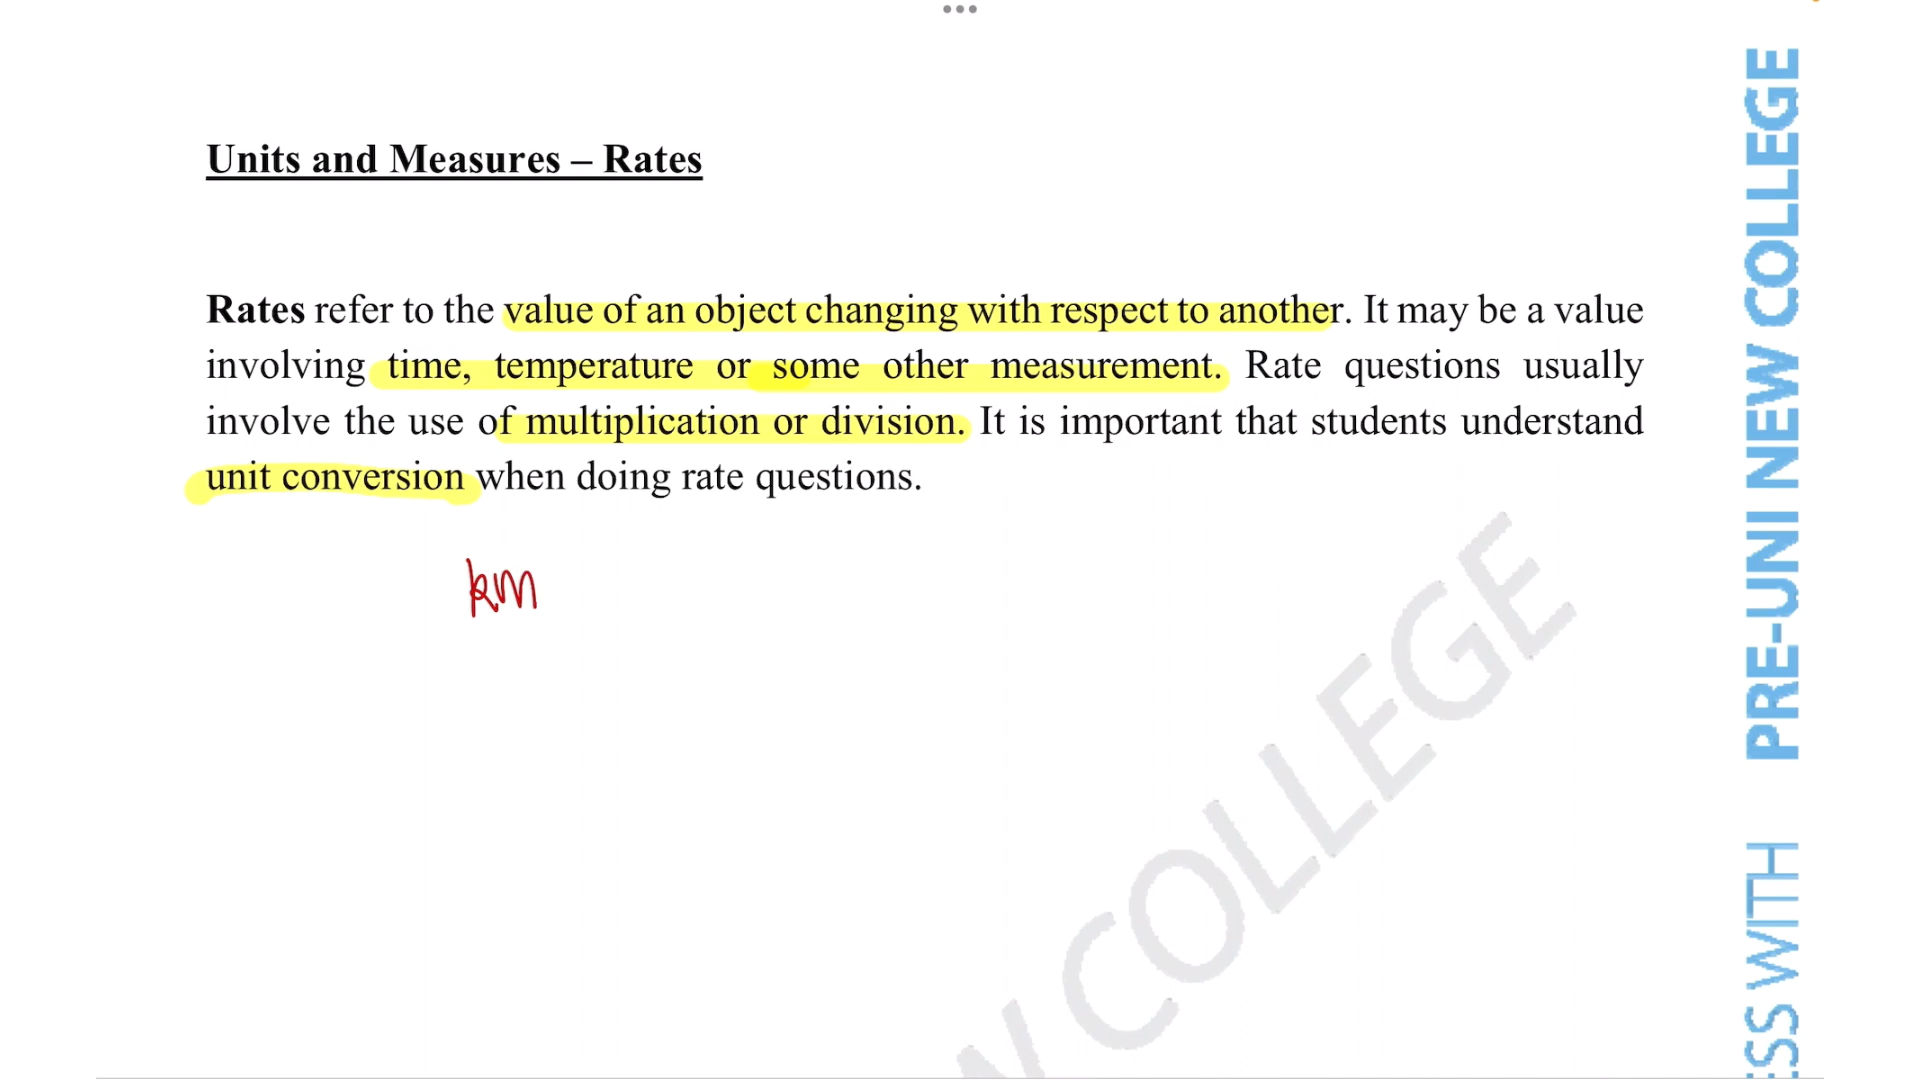 Units and Measures – Rates
Rates refer to the value of an object changing with respect to another. It may be a value
involving time, temperature or some other measurement. Rate questions usually
involve the use of multiplication or division. It is important that students understand
unit conversion when doing rate questions.
km
W COLLEGE
ESS WITH PRE-UNI NEW COLLEGE